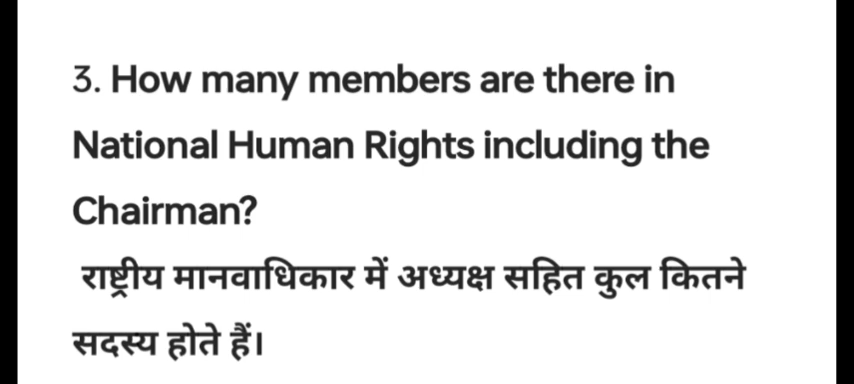 3. How many members are there in
National Human Rights including the
Chairman?
राष्ट्रीय मानवाधिकार में अध्यक्ष सहित कुल कितने
सदस्य होते हैं।